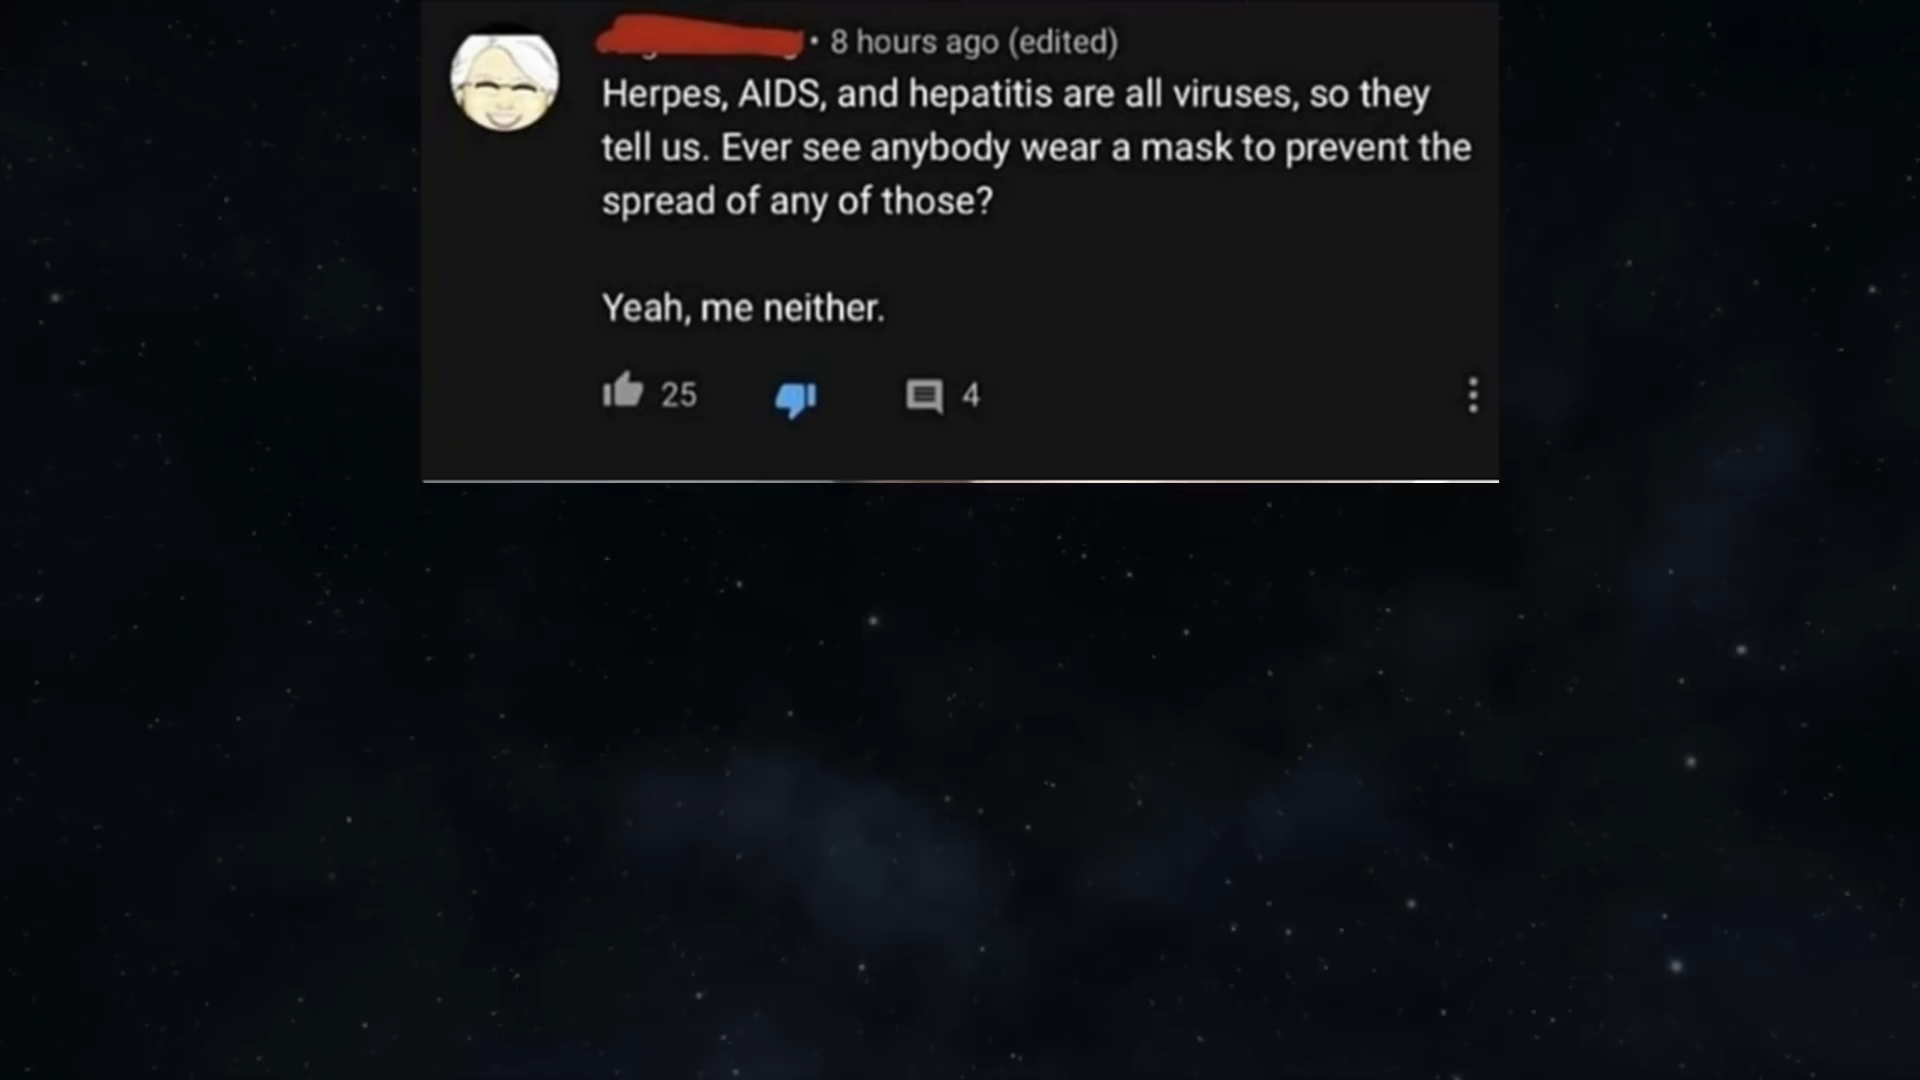 • 8 hours ago (edited)
Herpes, AIDS, and hepatitis are all viruses, so they
tell us. Ever see anybody wear a mask to prevent the
spread of any of those?
Yeah, me neither.
25 4